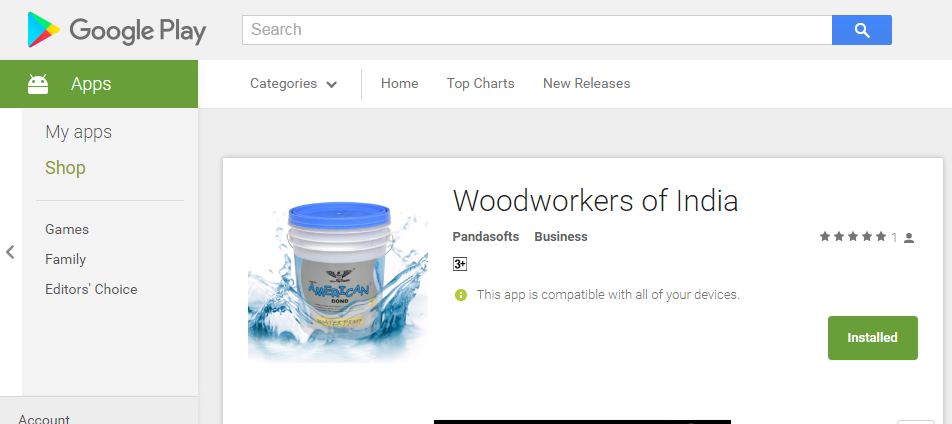 Google Play
Search
Apps
Categories
Home
Top Charts
New Releases
My apps
Shop
Games
Family
Editors' Choice
Account
Woodworkers of India
Pandasofts
Business
1
3+
This app is compatible with all of your devices.
Installed
AMERICAN
BOND